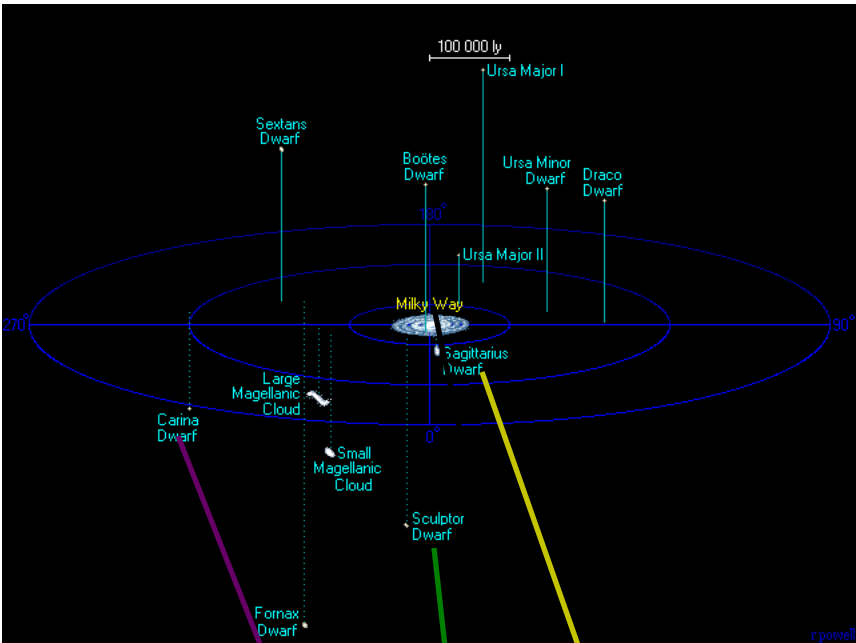 100 000 ly
Ursa Major I
Sextans
Dwarf
Boötes
Dwarf
Ursa Minor
Dwarf
Draco
Dwarf
180°
Ursa Major II
Milky Way
270°
90°
Sagittarius
Dwarf
Large
Magellanic
Cloud
Carina
Dwarf
0°
Small
Magellanic
Cloud
Sculptor
Dwarf
Fornax
Dwarf
r powell